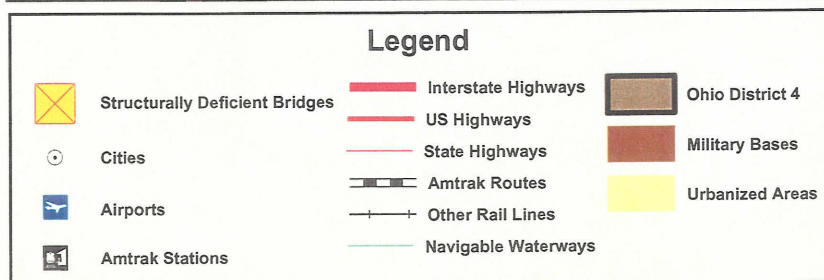 Legend
Structurally Deficient Bridges
Cities
Airports
Amtrak Stations
Interstate Highways
US Highways
State Highways
Amtrak Routes
Other Rail Lines
Navigable Waterways
Ohio District 4
Military Bases
Urbanized Areas